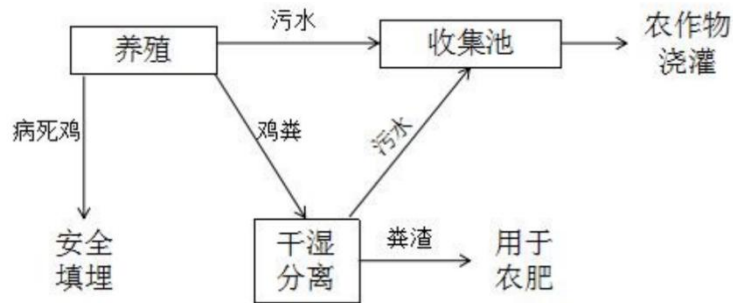 污水
养殖
收集池
农作物
浇灌
病死鸡
鸡粪
污水
安全
填埋
干湿
分离
粪渣
用于
农肥